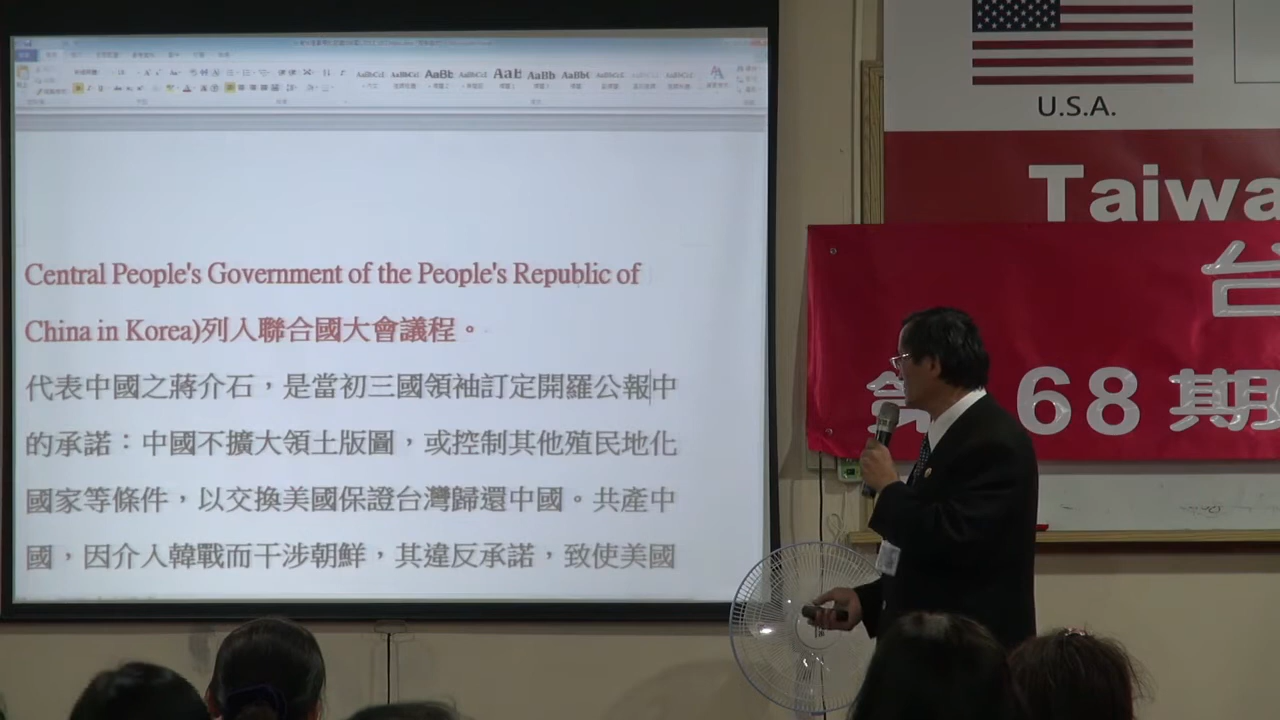 Central People's Government of the People's Republic of
China in Korea)列入聯合國大會議程。
代表中國之蔣介石，是當初三國領袖訂定開羅公報中
的承諾：中國不擴大領土版圖，或控制其他殖民地化
國家等條件，以交換美國保證台灣歸還中國。共產中
國，因介入韓戰而干涉朝鮮，其違反承諾，致使美國
U.S.A.
Taiwa
台
第 68 期